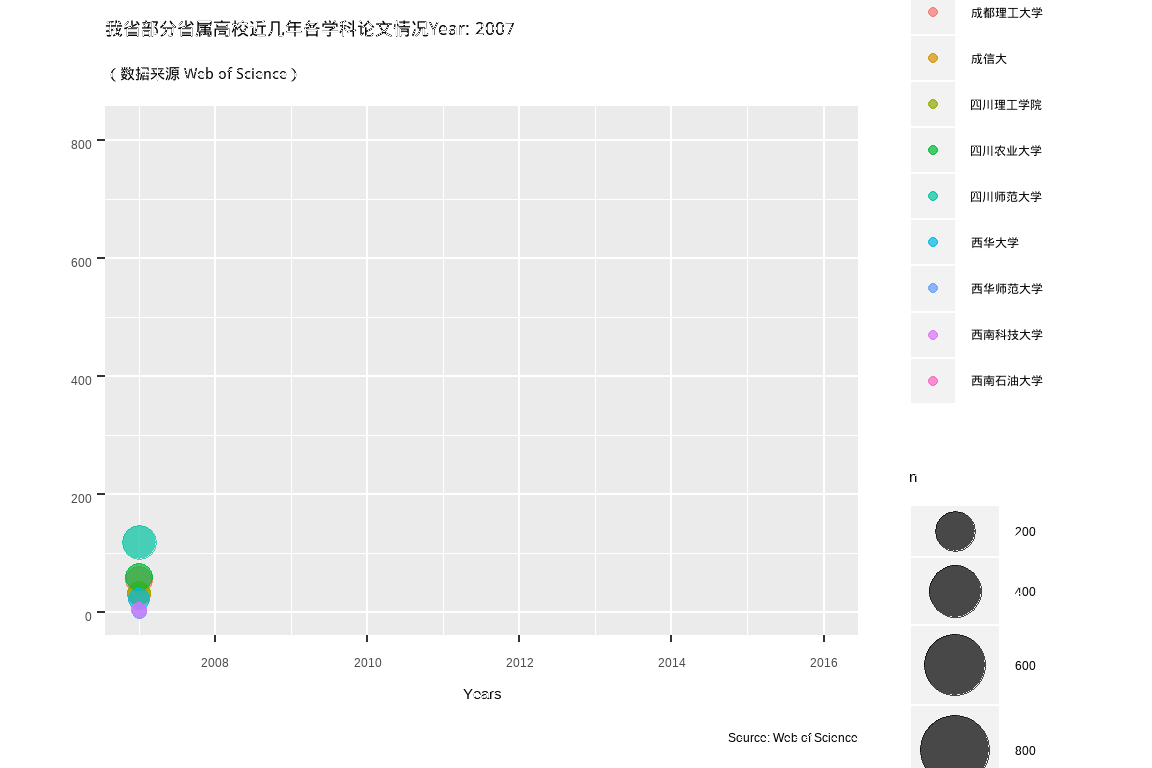 我省部分省属高校近几年各学科论文情况Year: 2007
（数据来源 Web of Science）
800
600
400
200
0
2008
2010
2012
2014
2016
Years
Source: Web of Science
成都理工大学
成信大
四川理工学院
四川农业大学
四川师范大学
西华大学
西华师范大学
西南科技大学
西南石油大学
n
200
400
600
800